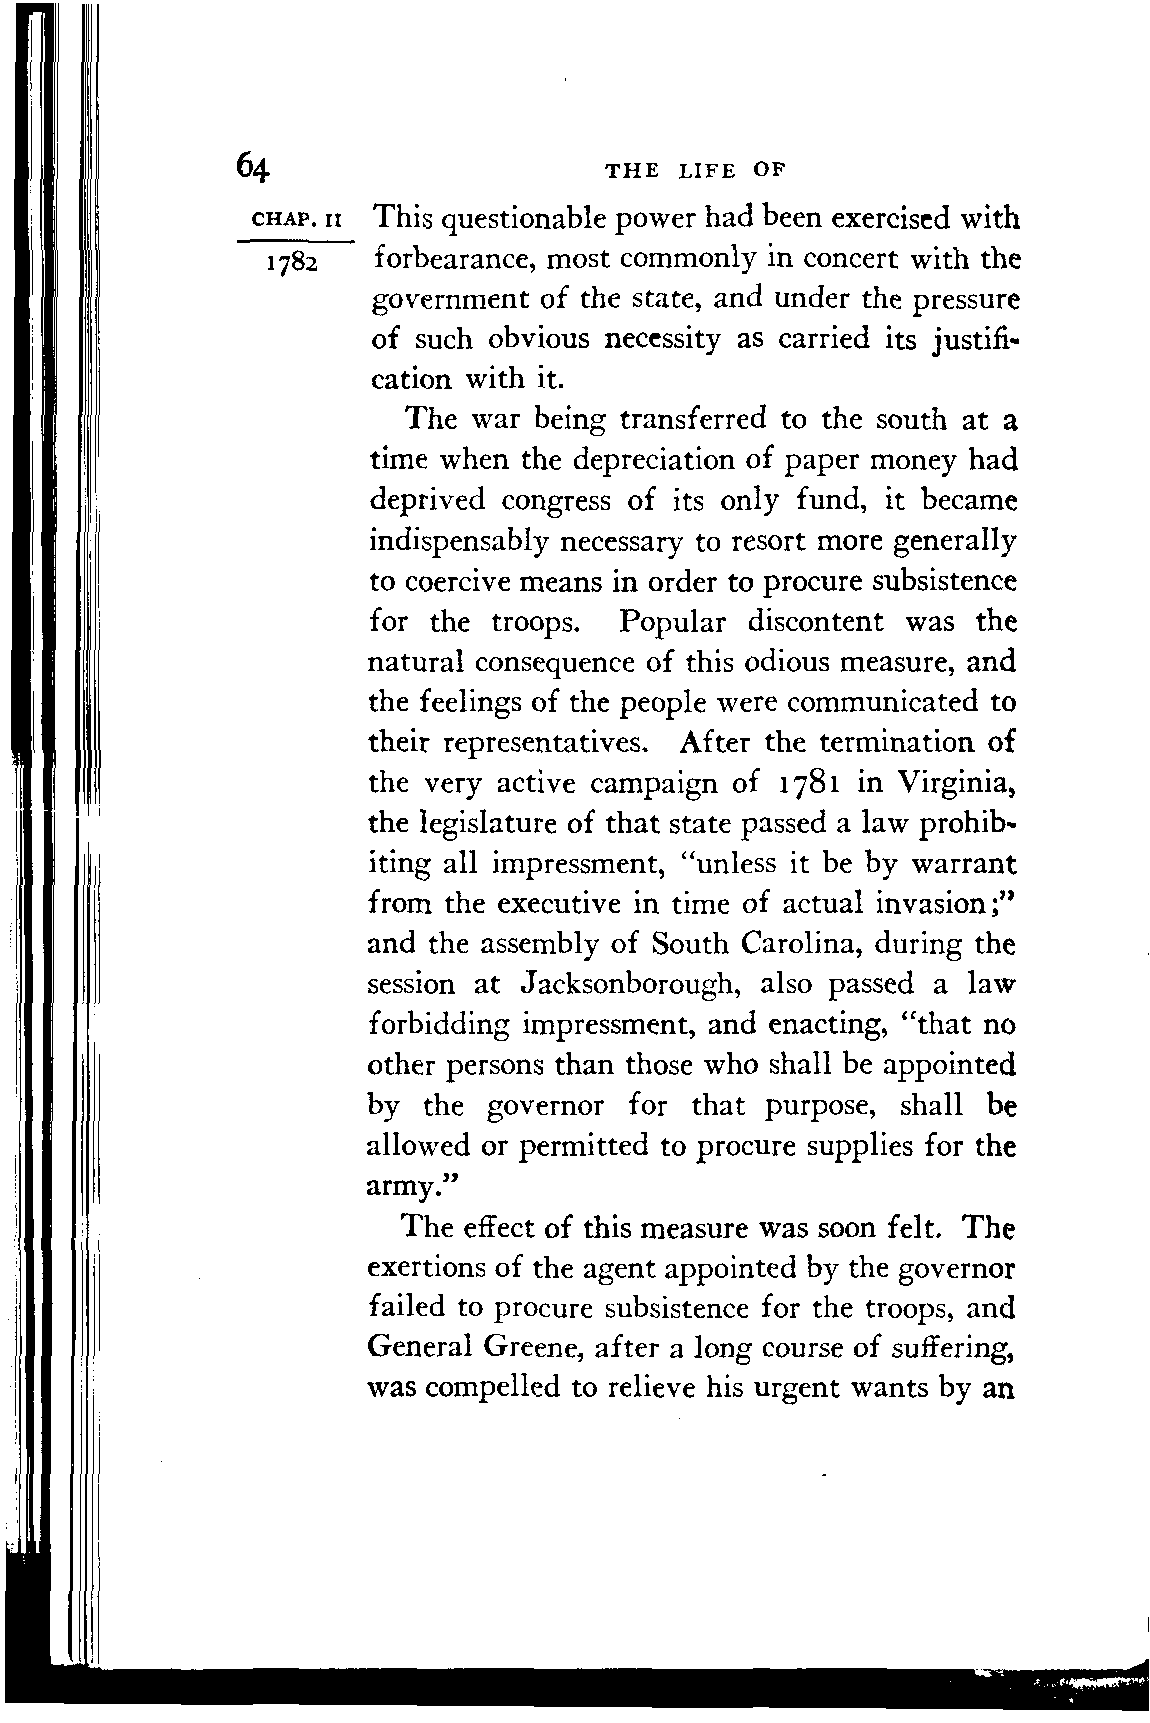 64 THE LIFE OF
CHAP. II This questionable power had been exercised with
1782 forbearance, most commonly in concert with the
government of the state, and under the pressure
of such obvious necessity as carried its justifi-
cation with it.
The war being transferred to the south at a
time when the depreciation of paper money had
deprived congress of its only fund, it became
indispensably necessary to resort more generally
to coercive means in order to procure subsistence
for the troops. Popular discontent was the
natural consequence of this odious measure, and
the feelings of the people were communicated to
their representatives. After the termination of
the very active campaign of 1781 in Virginia,
the legislature of that state passed a law prohib-
iting all impressment, “unless it be by warrant
from the executive in time of actual invasion;”
and the assembly of South Carolina, during the
session at Jacksonborough, also passed a law
forbidding impressment, and enacting, “that no
other persons than those who shall be appointed
by the governor for that purpose, shall be
allowed or permitted to procure supplies for the
army.”
The effect of this measure was soon felt. The
exertions of the agent appointed by the governor
failed to procure subsistence for the troops, and
General Greene, after a long course of suffering,
was compelled to relieve his urgent wants by an